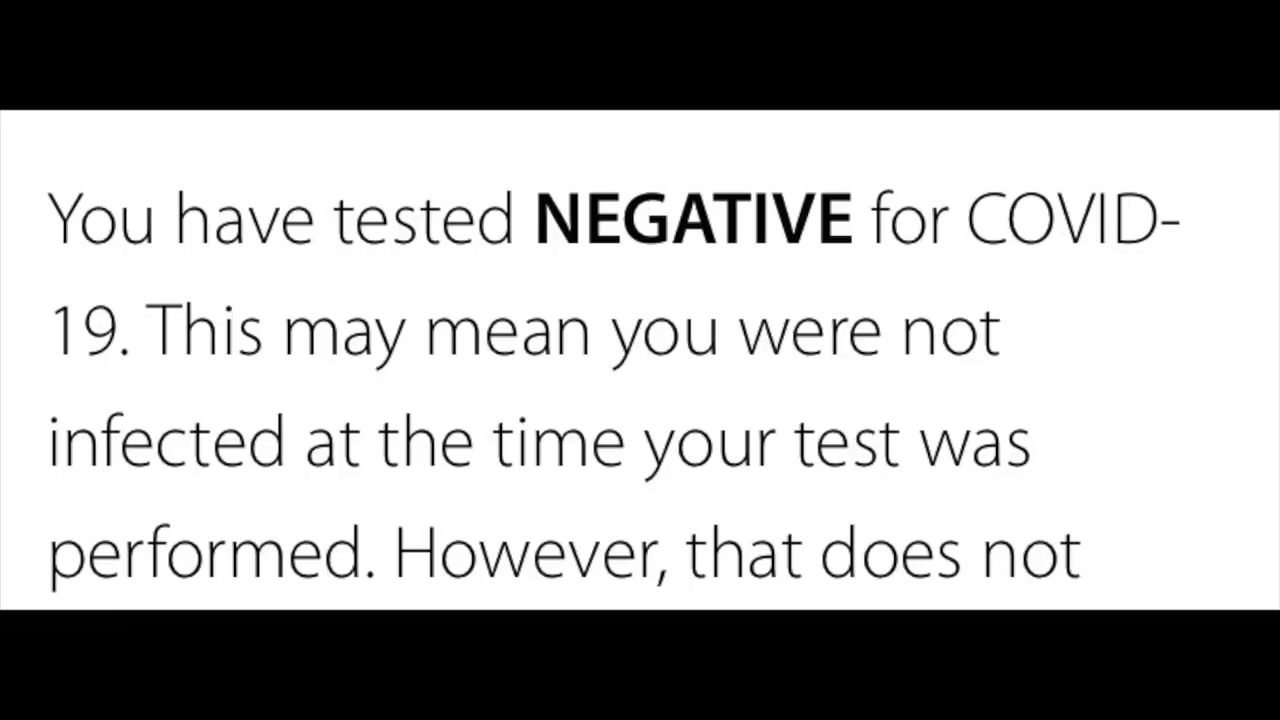 You have tested NEGATIVE for COVID-
19. This may mean you were not
infected at the time your test was
performed. However, that does not